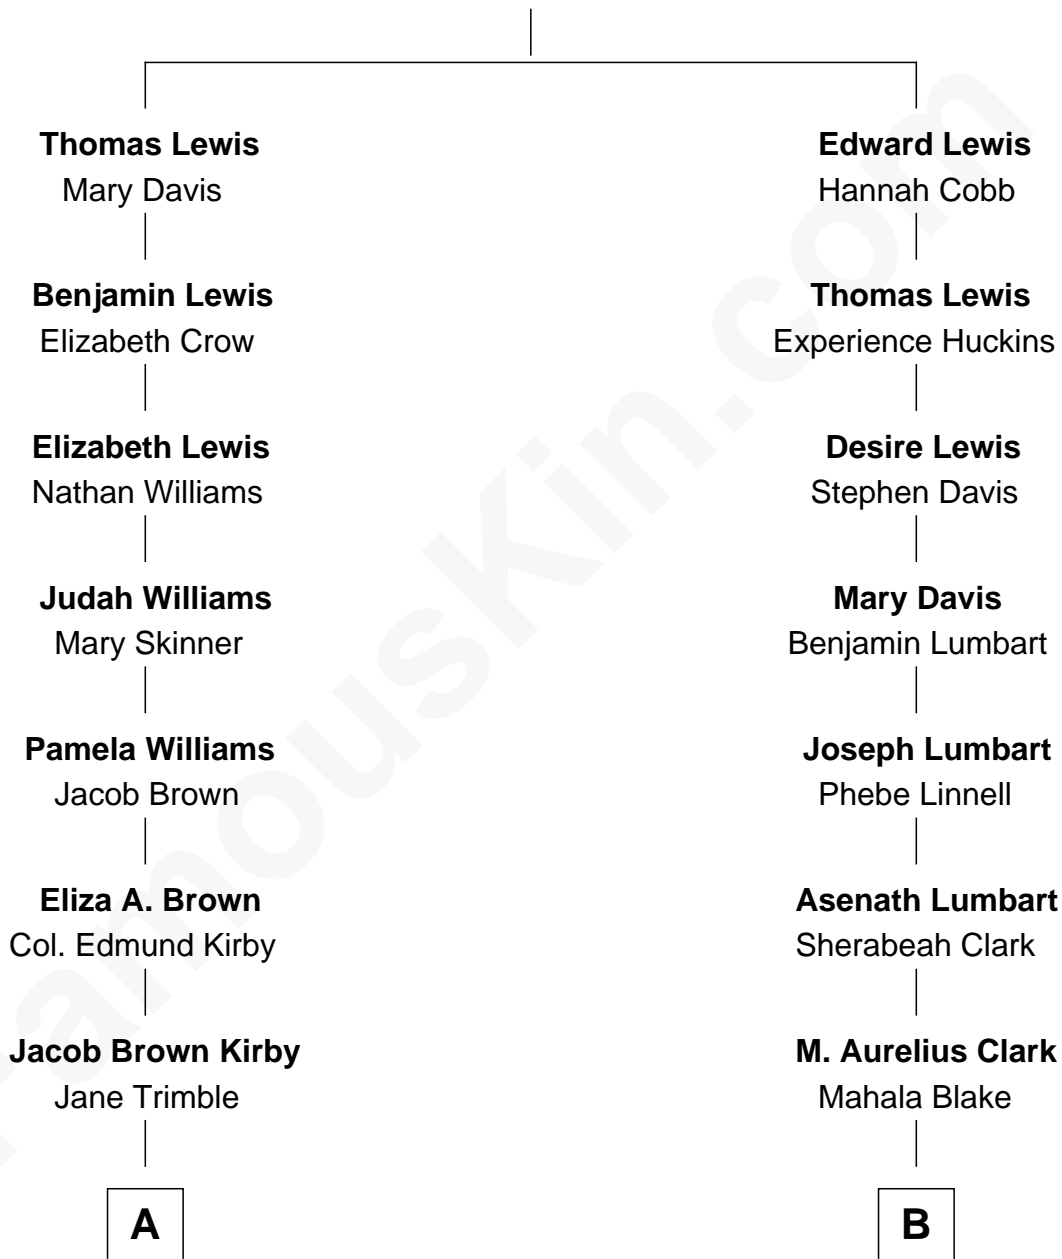 Thomas Lewis
Mary Davis
Benjamin Lewis
Elizabeth Crow
Elizabeth Lewis
Nathan Williams
Judah Williams
Mary Skinner
Pamela Williams
Jacob Brown
Eliza A. Brown
Col. Edmund Kirby
Jacob Brown Kirby
Jane Trimble
A
Edward Lewis
Hannah Cobb
Thomas Lewis
Experience Huckins
Desire Lewis
Stephen Davis
Mary Davis
Benjamin Lumbart
Joseph Lumbart
Phebe Linnell
Asenath Lumbart
Sherabeah Clark
M. Aurelius Clark
Mahala Blake
B
FamousKin.com